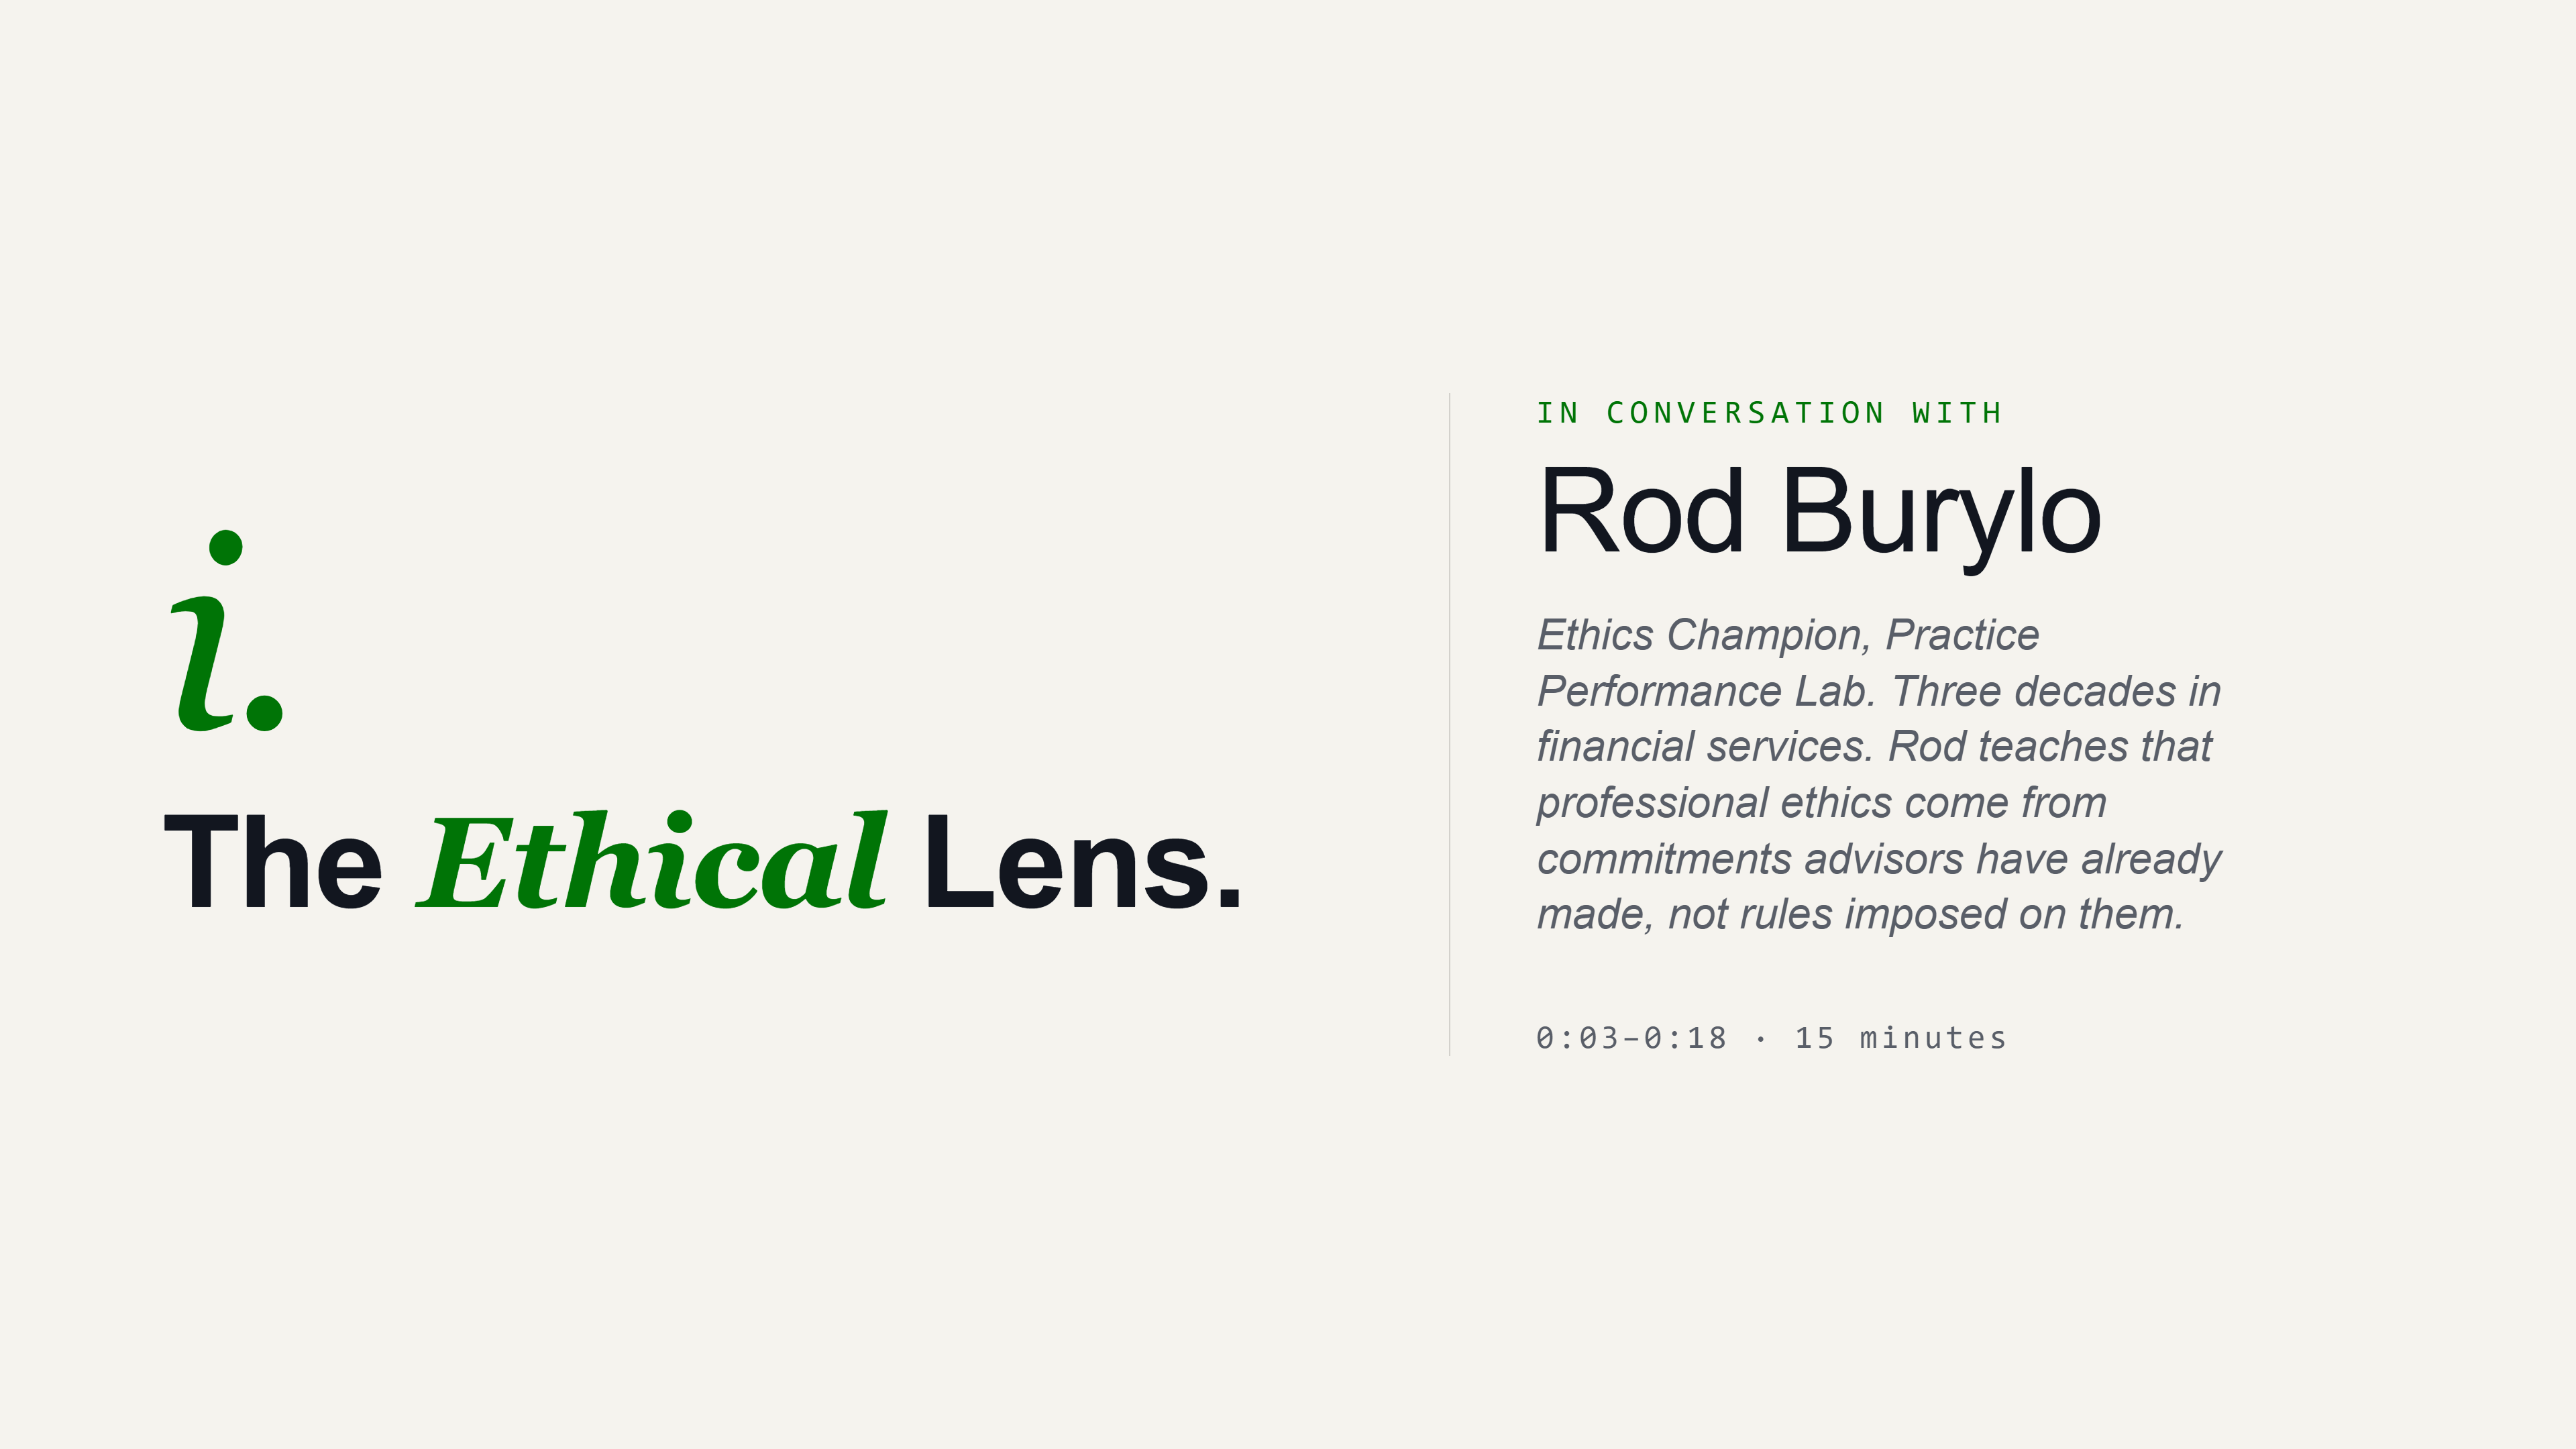 i.
The Ethical Lens.
IN CONVERSATION WITH
Rod Burylo
Ethics Champion, Practice
Performance Lab. Three decades in
financial services. Rod teaches that
professional ethics come from
commitments advisors have already
made, not rules imposed on them.
0:03–0:18 · 15 minutes